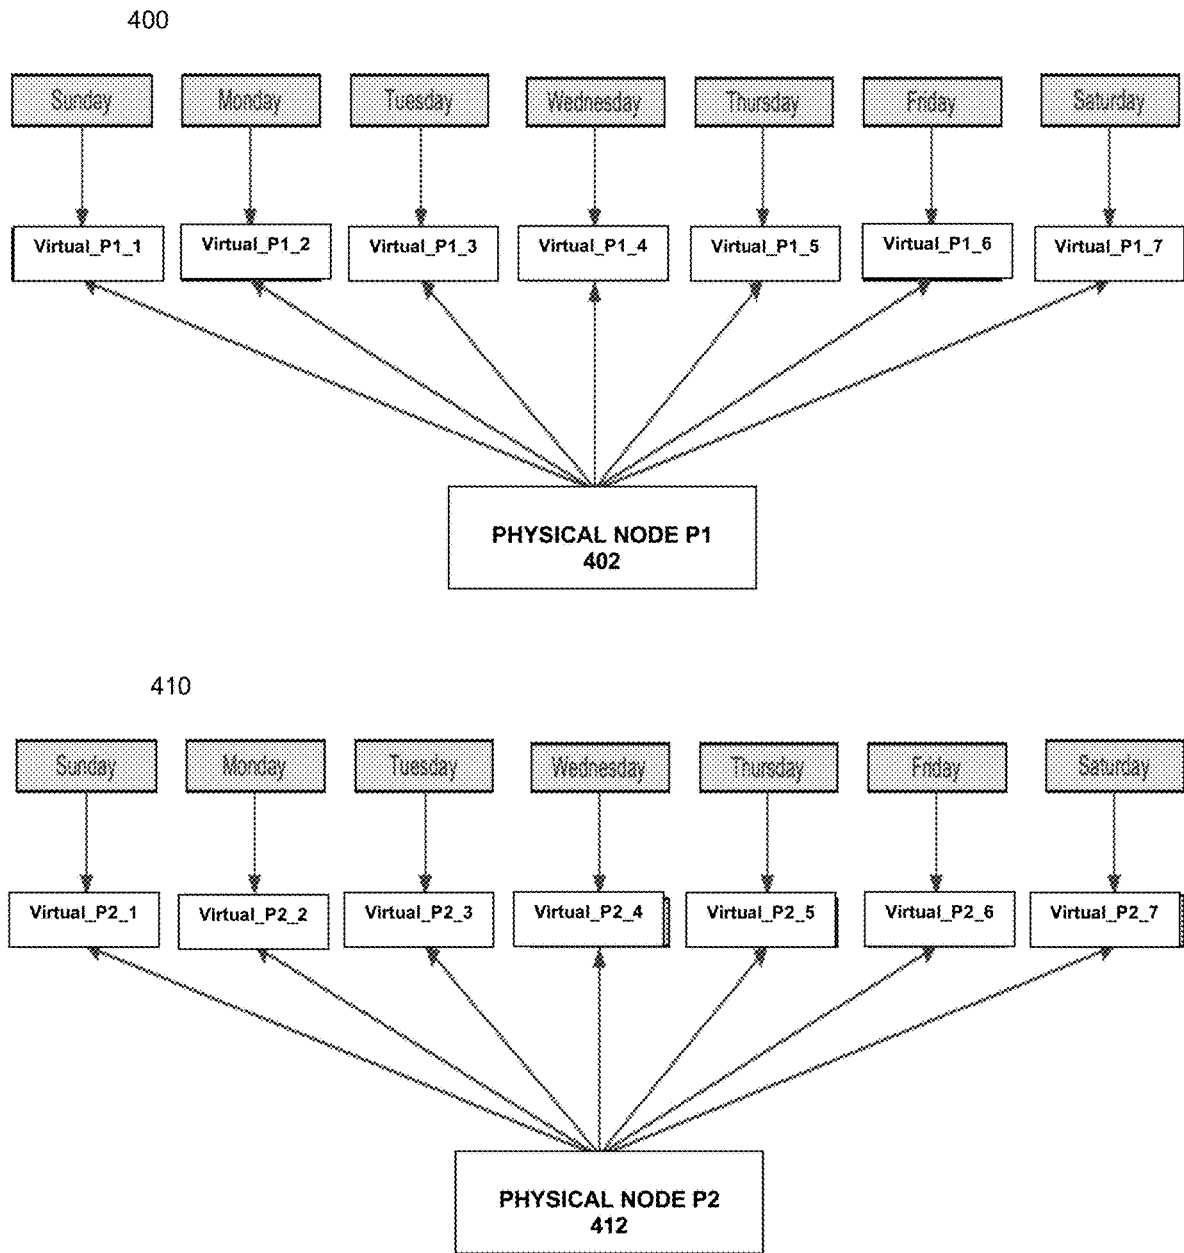 400
Sunday Monday Tuesday Wednesday Thursday Friday Saturday
Virtual_P1_1 Virtual_P1_2 Virtual_P1_3 Virtual_P1_4 Virtual_P1_5 Virtual_P1_6 Virtual_P1_7
PHYSICAL NODE P1
402
410
Sunday Monday Tuesday Wednesday Thursday Friday Saturday
Virtual_P2_1 Virtual_P2_2 Virtual_P2_3 Virtual_P2_4 Virtual_P2_5 Virtual_P2_6 Virtual_P2_7
PHYSICAL NODE P2
412